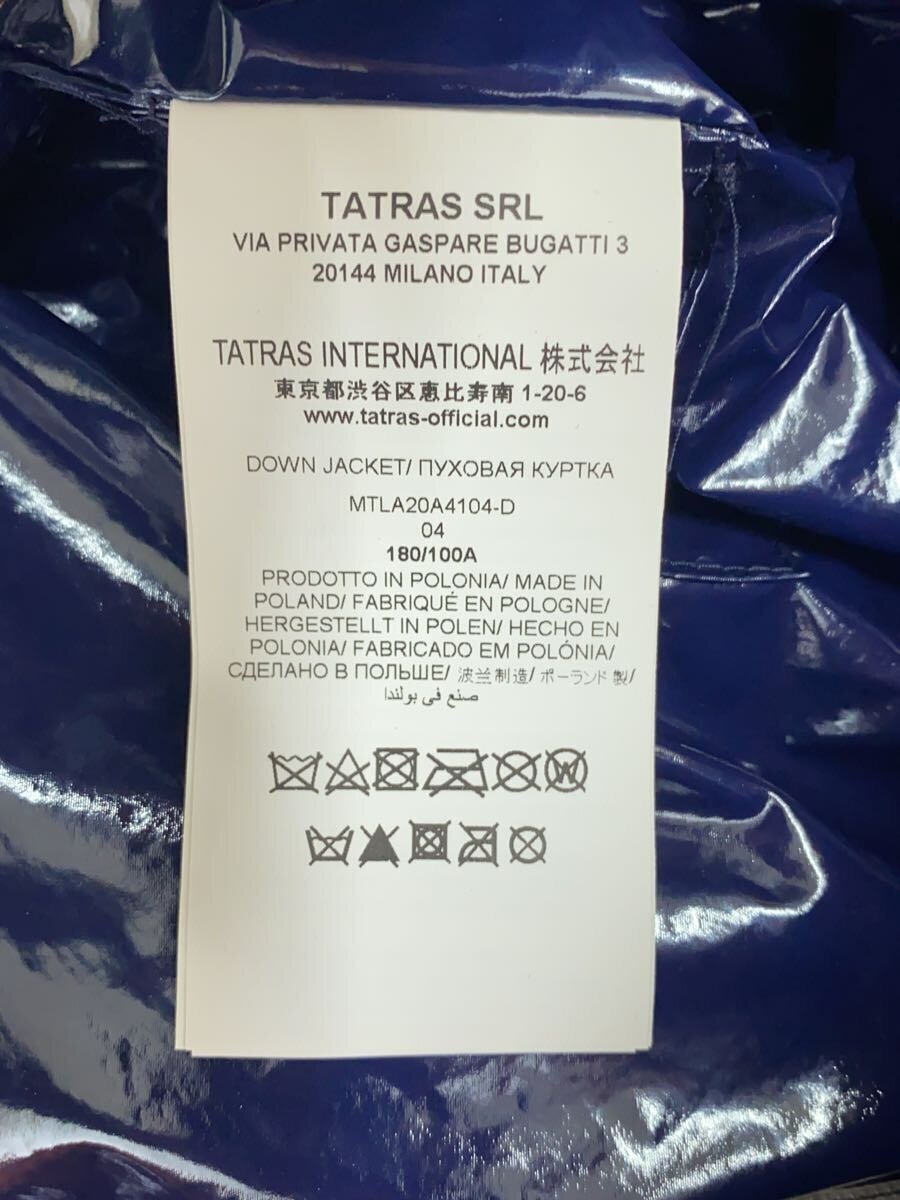 TATRAS SRL
VIA PRIVATA GASPARE BUGATTI 3
20144 MILANO ITALY
TATRAS INTERNATIONAL 株式会社
東京都渋谷区恵比寿南 1-20-6
www.tatras-official.com
DOWN JACKET/ ПУХОВАЯ КУРТКА
MTLA20A4104-D
04
180/100A
PRODOTTO IN POLONIA/ MADE IN
POLAND/ FABRIQUÉ EN POLOGNE/
HERGESTELLT IN POLEN/ HECHO EN
POLONIA/ FABRICADO EM POLÓNIA/
СДЕЛАНО В ПОЛЬШЕ/ 波兰制造/ ポーランド 製/
صنع في بولندا
W